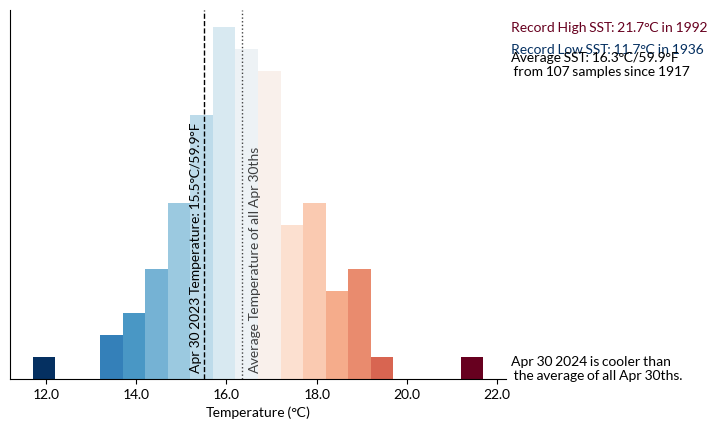 Record High SST: 21.7°C in 1992
Record Low SST: 11.7°C in 1936
Average SST: 16.3°C/59.9°F
from 107 samples since 1917
Apr 30 2023 Temperature: 15.5°C/59.9°F
Average Temperature of all Apr 30ths
Apr 30 2024 is cooler than
the average of all Apr 30ths.
12.0 14.0 16.0 18.0 20.0 22.0
Temperature (°C)